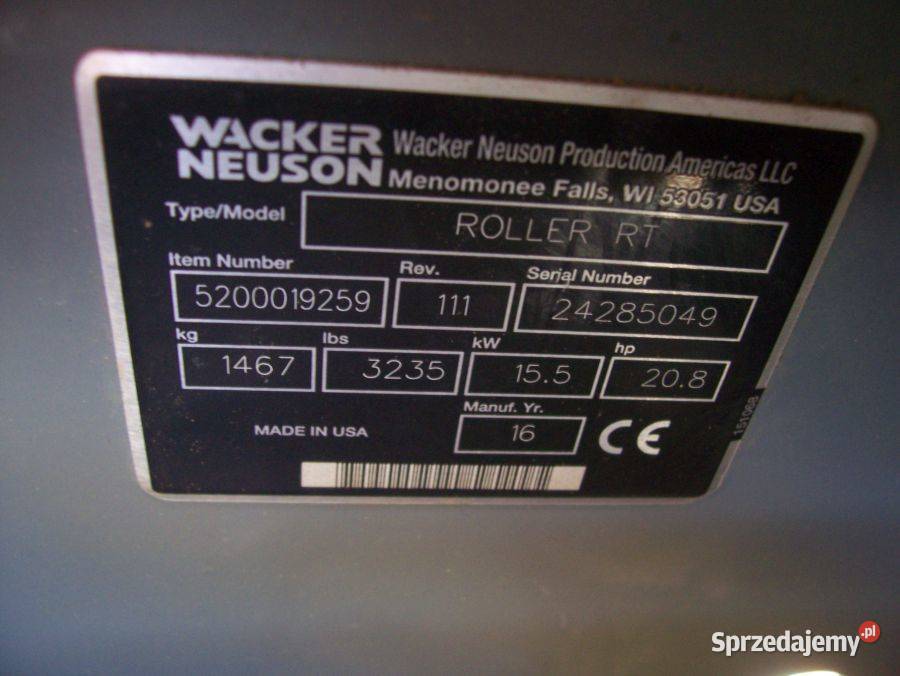 WACKER NEUSON
Wacker Neuson Production Americas LLC
Menomonee Falls, WI 53051 USA
Type/Model ROLLER RT
Item Number Rev. Serial Number
5200019259 111 24285049
kg lbs kW hp
1467 3235 15.5 20.8
Manuf. Yr.
MADE IN USA 16 CE
151068
Sprzedajemy.pl